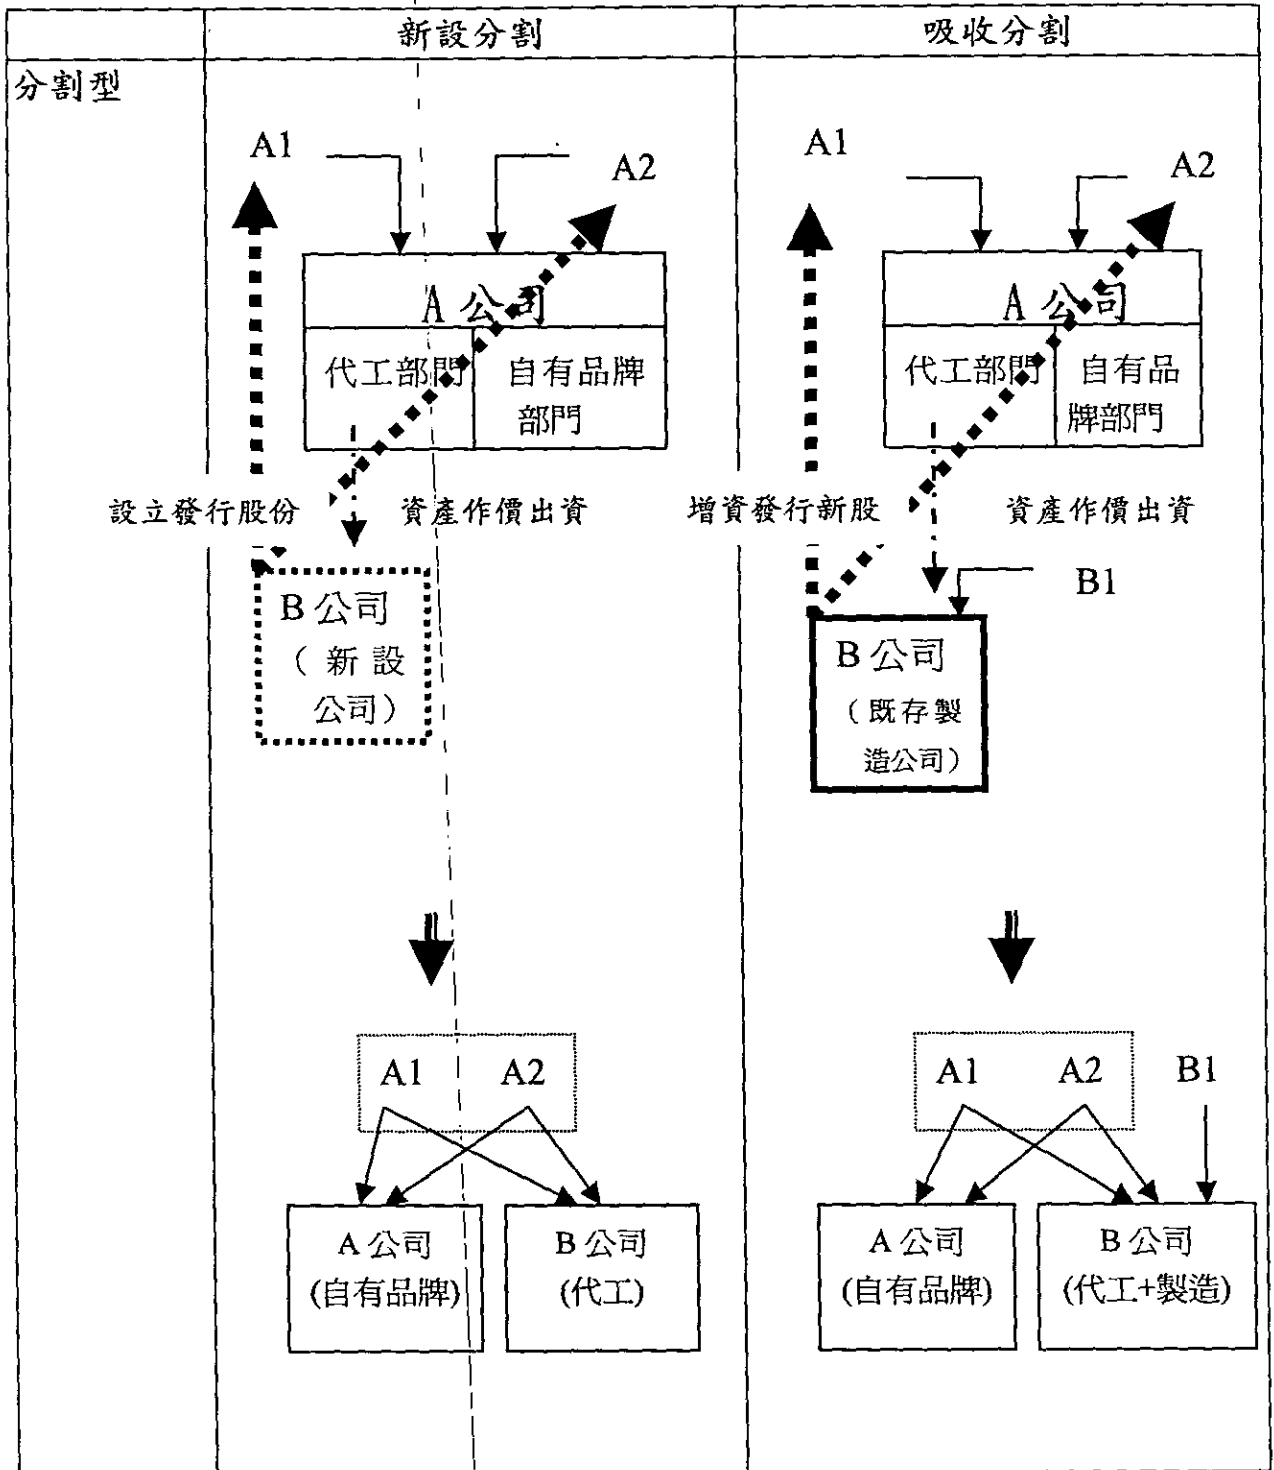 新設分割
吸收分割
分割型
A1
A2
A 公司
代工部門
自有品牌
部門
設立發行股份
資產作價出資
B 公司
（新設
公司）
A1
A2
A 公司
代工部門
自有品
牌部門
增資發行新股
資產作價出資
B1
B 公司
（既存製
造公司）
A1
A2
A 公司
(自有品牌)
B 公司
(代工)
A1
A2
B1
A 公司
(自有品牌)
B 公司
(代工+製造)